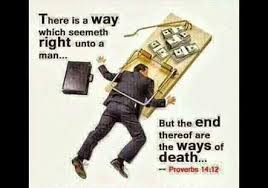 There is a way
which seemeth
right unto a
man...
But the end
thereof are
the ways of
death...
-- Proverbs 14:12